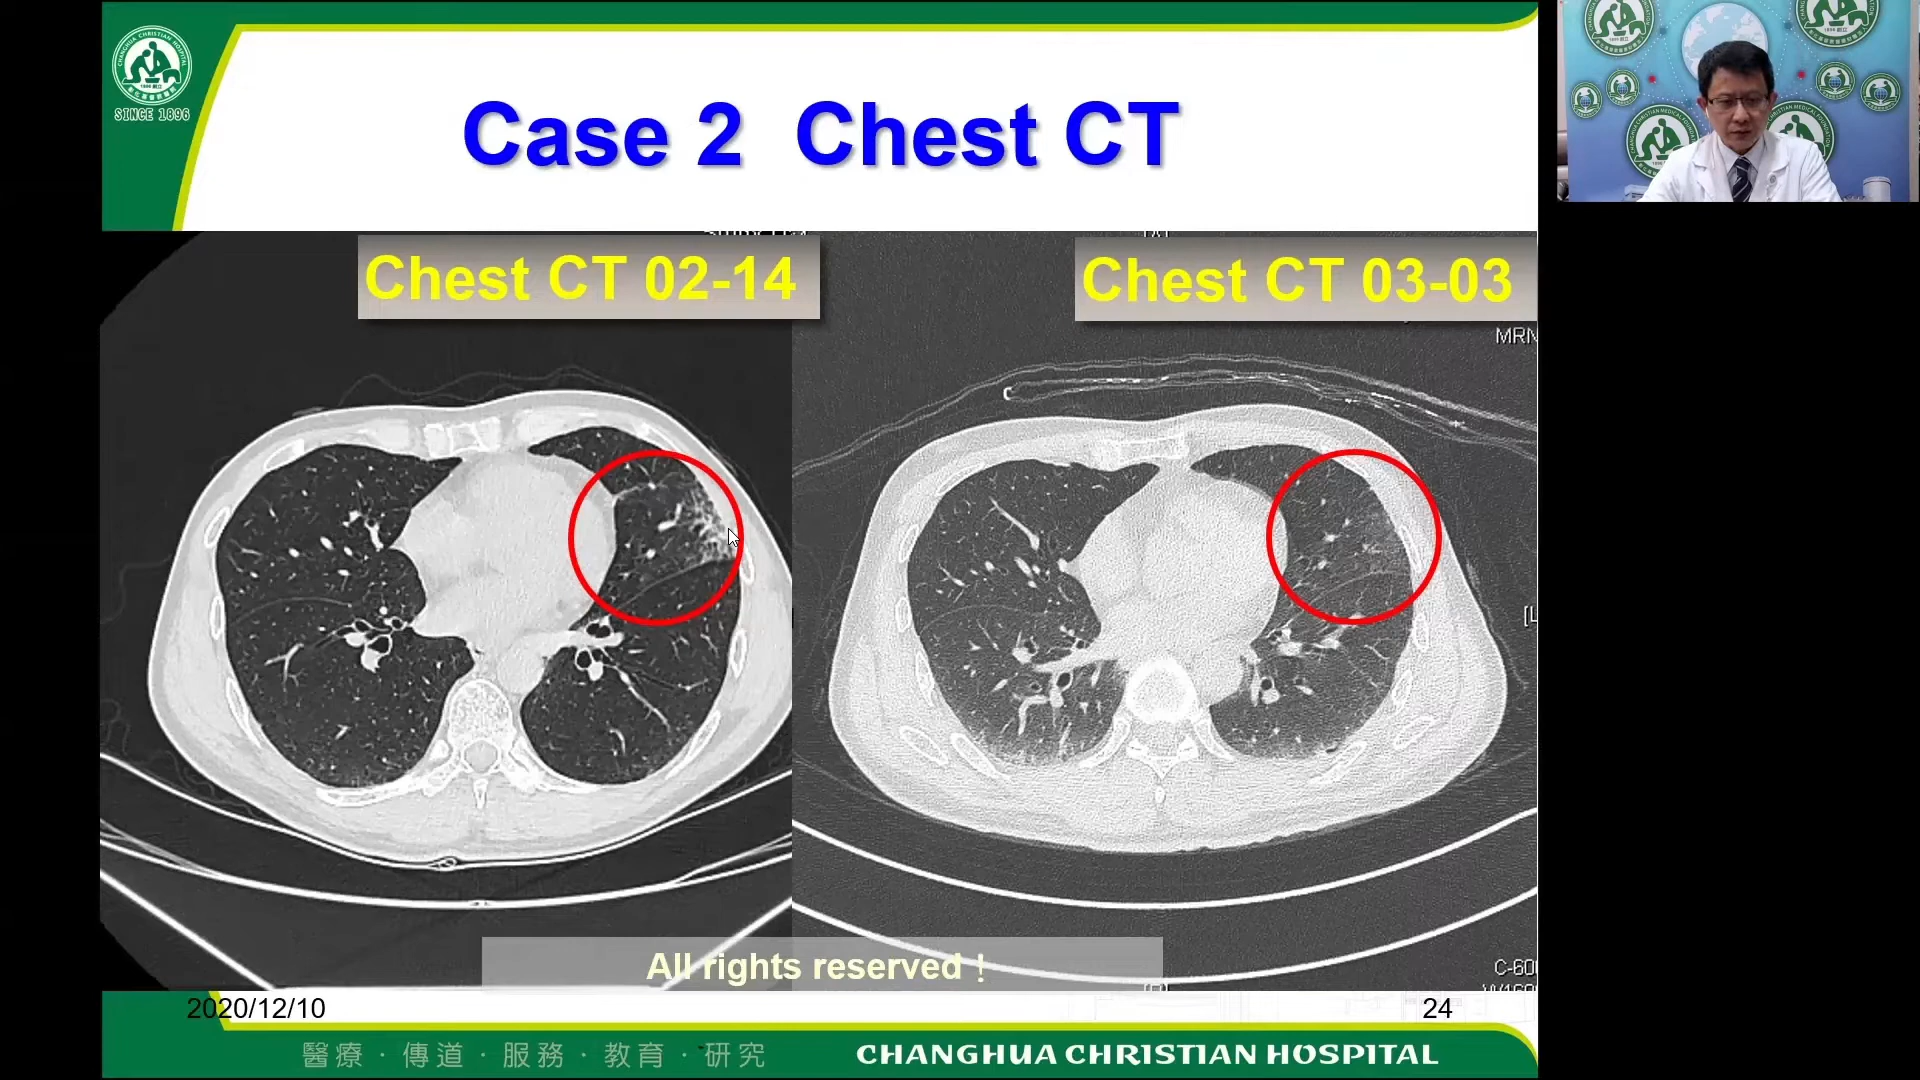 SINCE 1896
Case 2 Chest CT
Chest CT 02-14
Chest CT 03-03
MRN
[L
C-60
All rights reserved !
2020/12/10
24
醫療 · 傳道 · 服務 · 教育 · 研究
CHANGHUA CHRISTIAN HOSPITAL